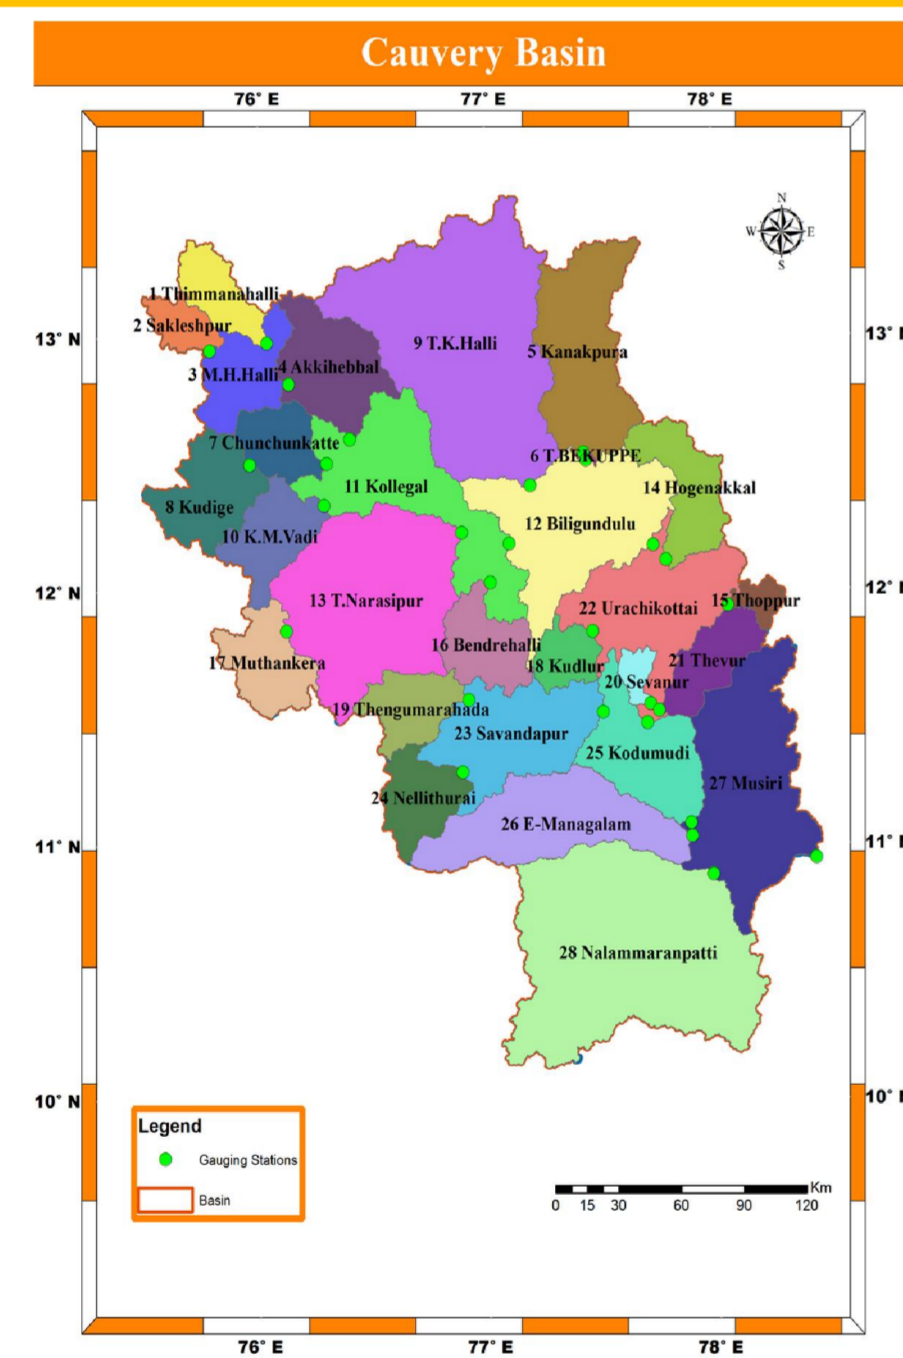 Cauvery Basin
76° E 77° E 78° E
N
W E
S
1 Thimmanahalli
2 Sakleshpur
13° N
13°
9 T.K.Halli
5 Kanakpura
3 M.H.Halli
4 Akkihebbal
7 Chunchunkatte
6 T.BEKUPPE
11 Kollegal
14 Hogenakkal
8 Kudige
12 Biligundulu
10 K.M.Vadi
12° N
12°
13 T.Narasipur
22 Urachikottai
15 Thoppur
16 Bendrehalli
17 Muthankera
18 Kudlur
21 Thevur
20 Sevanur
19 Thengumarahada
23 Savandapur
25 Kodumudi
27 Musiri
24 Nellithurai
26 E-Managalam
11° N
11°
28 Nalammaranpatti
10° N
10°
Legend
Gauging Stations
Basin
Km
0 15 30 60 90 120
76° E 77° E 78° E